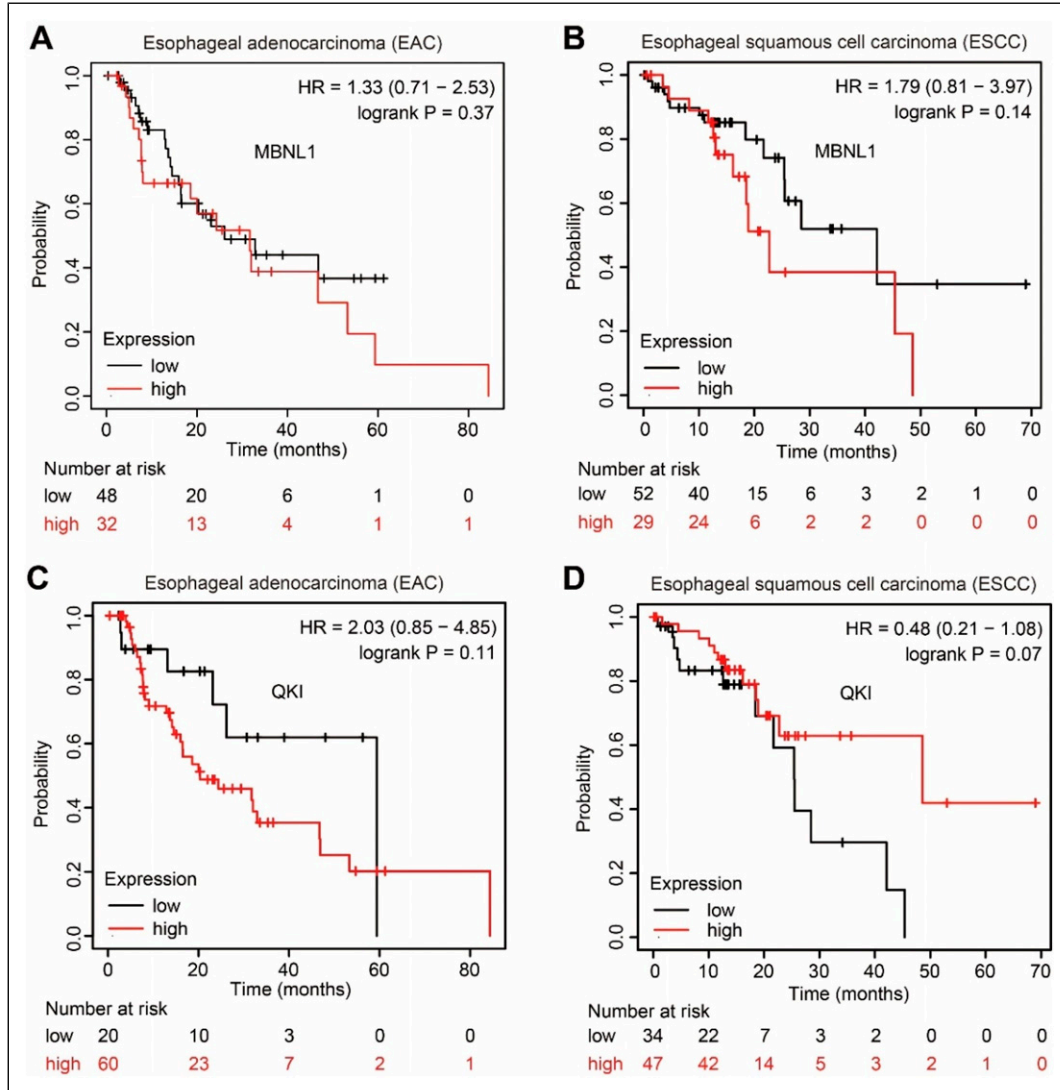 A
Esophageal adenocarcinoma (EAC)
HR = 1.33 (0.71 – 2.53)
logrank P = 0.37
MBNL1
Probability
1.0
0.8
0.6
0.4
0.2
0.0
Expression
low
high
0 20 40 60 80
Time (months)
Number at risk
low 48 20 6 1 0
high 32 13 4 1 1
B
Esophageal squamous cell carcinoma (ESCC)
HR = 1.79 (0.81 – 3.97)
logrank P = 0.14
MBNL1
Probability
1.0
0.8
0.6
0.4
0.2
0.0
Expression
low
high
0 10 20 30 40 50 60 70
Time (months)
Number at risk
low 52 40 15 6 3 2 1 0
high 29 24 6 2 2 0 0 0
C
Esophageal adenocarcinoma (EAC)
HR = 2.03 (0.85 – 4.85)
logrank P = 0.11
QKI
Probability
1.0
0.8
0.6
0.4
0.2
0.0
Expression
low
high
0 20 40 60 80
Time (months)
Number at risk
low 20 10 3 0 0
high 60 23 7 2 1
D
Esophageal squamous cell carcinoma (ESCC)
HR = 0.48 (0.21 – 1.08)
logrank P = 0.07
QKI
Probability
1.0
0.8
0.6
0.4
0.2
0.0
Expression
low
high
0 10 20 30 40 50 60 70
Time (months)
Number at risk
low 34 22 7 3 2 0 0 0
high 47 42 14 5 3 2 1 0